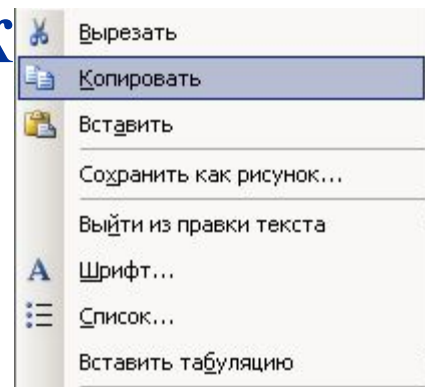 к
Вырезать
Копировать
Вставить
Сохранить как рисунок...
Выйти из правки текста
Шрифт...
Список...
Вставить табуляцию